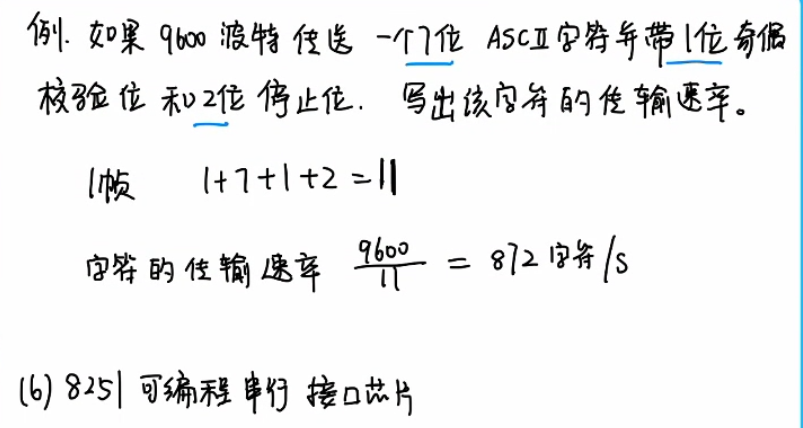 例. 如果 9600 波特 传送 一个7位 ASCII字符并带1位奇偶
校验位 和2位 停止位. 写出该字符的传输速率。
1帧 1+7+1+2=11
字符的传输速率 9600/11 = 872字符/s
(6) 8251 可编程串行接口芯片